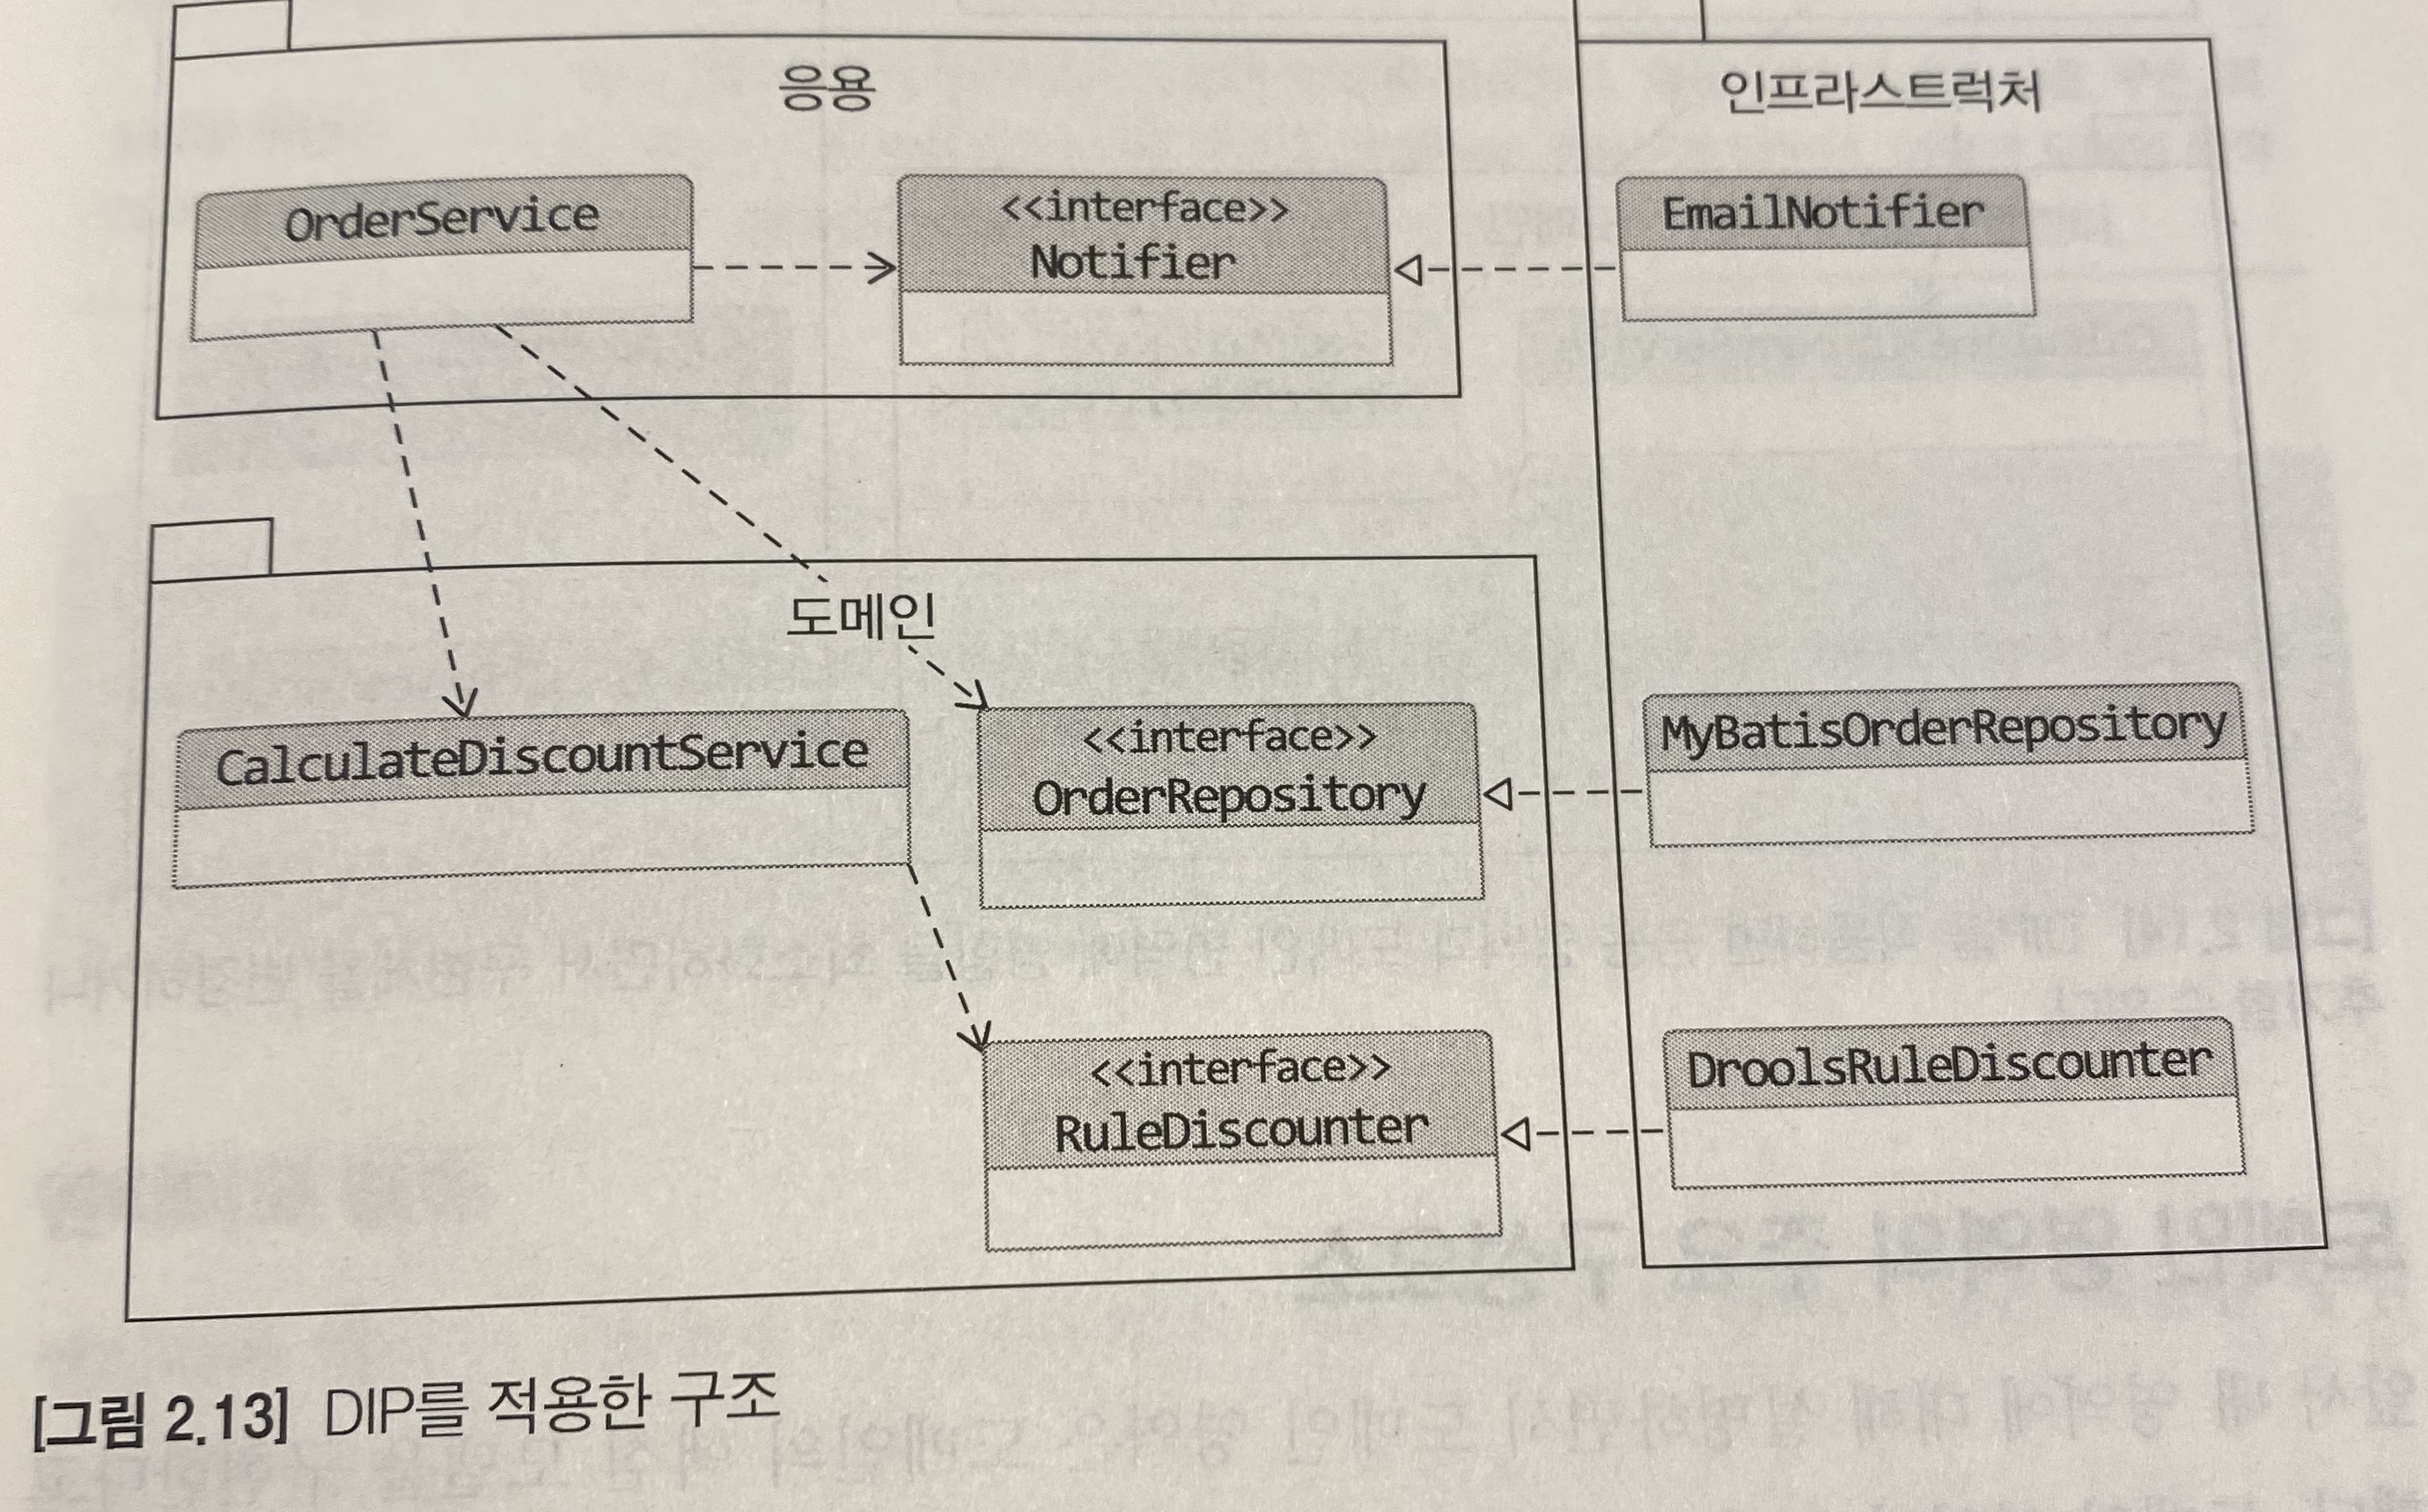 응용
인프라스트럭처
OrderService
<<interface>>
Notifier
EmailNotifier
도메인
CalculateDiscountService
<<interface>>
OrderRepository
MyBatisOrderRepository
<<interface>>
RuleDiscounter
DroolsRuleDiscounter
[그림 2.13] DIP를 적용한 구조